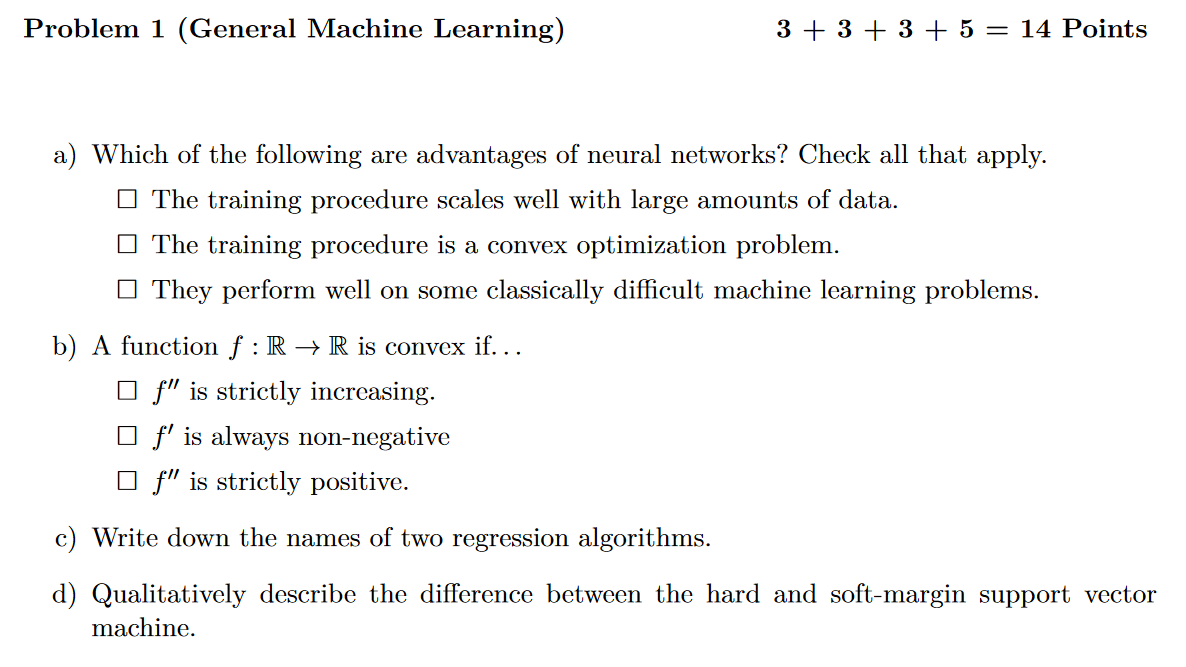 Problem 1 (General Machine Learning) 3 + 3 + 3 + 5 = 14 Points
a) Which of the following are advantages of neural networks? Check all that apply.
☐ The training procedure scales well with large amounts of data.
☐ The training procedure is a convex optimization problem.
☐ They perform well on some classically difficult machine learning problems.
b) A function f : ℝ → ℝ is convex if. . .
☐ f′′ is strictly increasing.
☐ f′ is always non-negative
☐ f′′ is strictly positive.
c) Write down the names of two regression algorithms.
d) Qualitatively describe the difference between the hard and soft-margin support vector
machine.